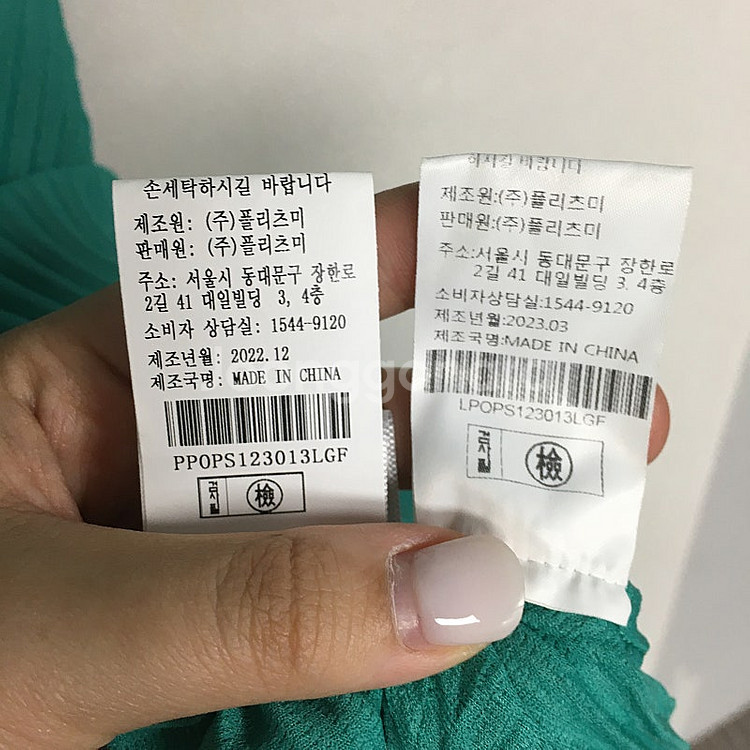 손세탁하시길 바랍니다
제조원: (주)플리츠미
판매원: (주)플리츠미
주소: 서울시 동대문구 장한로
2길 41 대일빌딩 3, 4층
소비자 상담실: 1544-9120
제조년월: 2022.12
제조국명: MADE IN CHINA
PPOPS123013LGF
검사필
檢
하시길 바랍니다
제조원:(주)플리츠미
판매원:(주)플리츠미
주소:서울시 동대문구 장한로
2길 41 대일빌딩 3, 4층
소비자상담실:1544-9120
제조년월:2023.03
제조국명:MADE IN CHINA
LPOPS123013LGF
검사필
檢